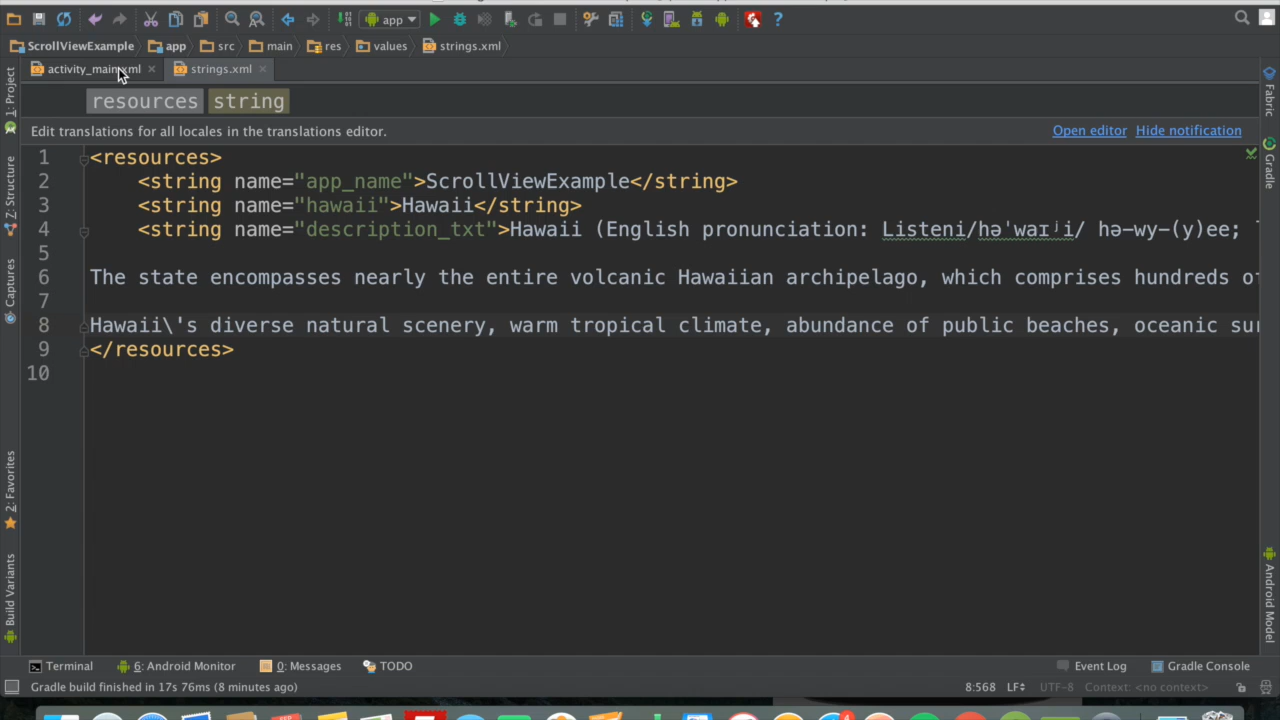 app
ScrollViewExample app src main res values strings.xml
activity_main.xml strings.xml
resources string
Edit translations for all locales in the translations editor. Open editor Hide notification
1 <resources>
2 <string name="app_name">ScrollViewExample</string>
3 <string name="hawaii">Hawaii</string>
4 <string name="description_txt">Hawaii (English pronunciation: Listeni/həˈwaɪʲi/ hə-wy-(y)ee;
5
6 The state encompasses nearly the entire volcanic Hawaiian archipelago, which comprises hundreds of
7
8 Hawaii\'s diverse natural scenery, warm tropical climate, abundance of public beaches, oceanic sur
9 </resources>
10
1: Project
Z: Structure
Captures
2: Favorites
Build Variants
Fabric
Gradle
Android Model
Terminal 6: Android Monitor 0: Messages TODO Event Log Gradle Console
Gradle build finished in 17s 76ms (8 minutes ago) 8:568 LF÷ UTF-8 Context: <no context>